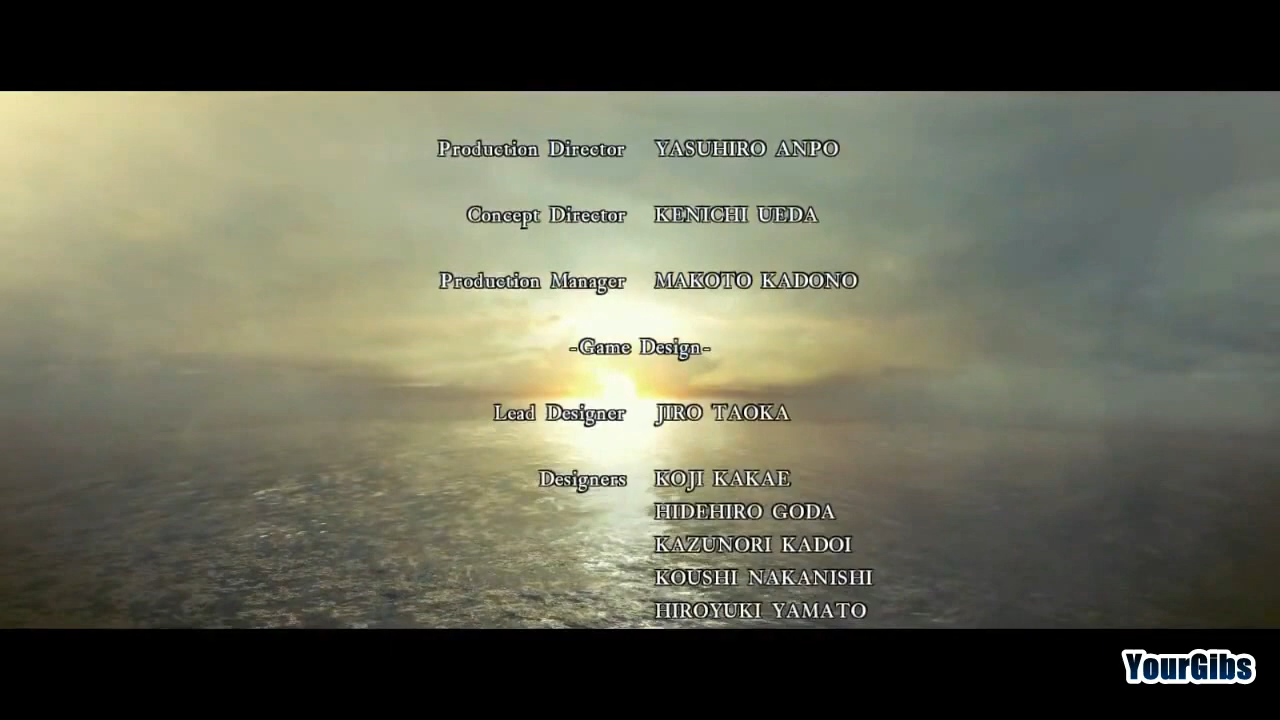 Production Director YASUHIRO ANPO
Concept Director KENICHI UEDA
Production Manager MAKOTO KADONO
-Game Design-
Lead Designer JIRO TAOKA
Designers KOJI KAKAE
HIDEHIRO GODA
KAZUNORI KADOI
KOUSHI NAKANISHI
HIROYUKI YAMATO
YourGibs